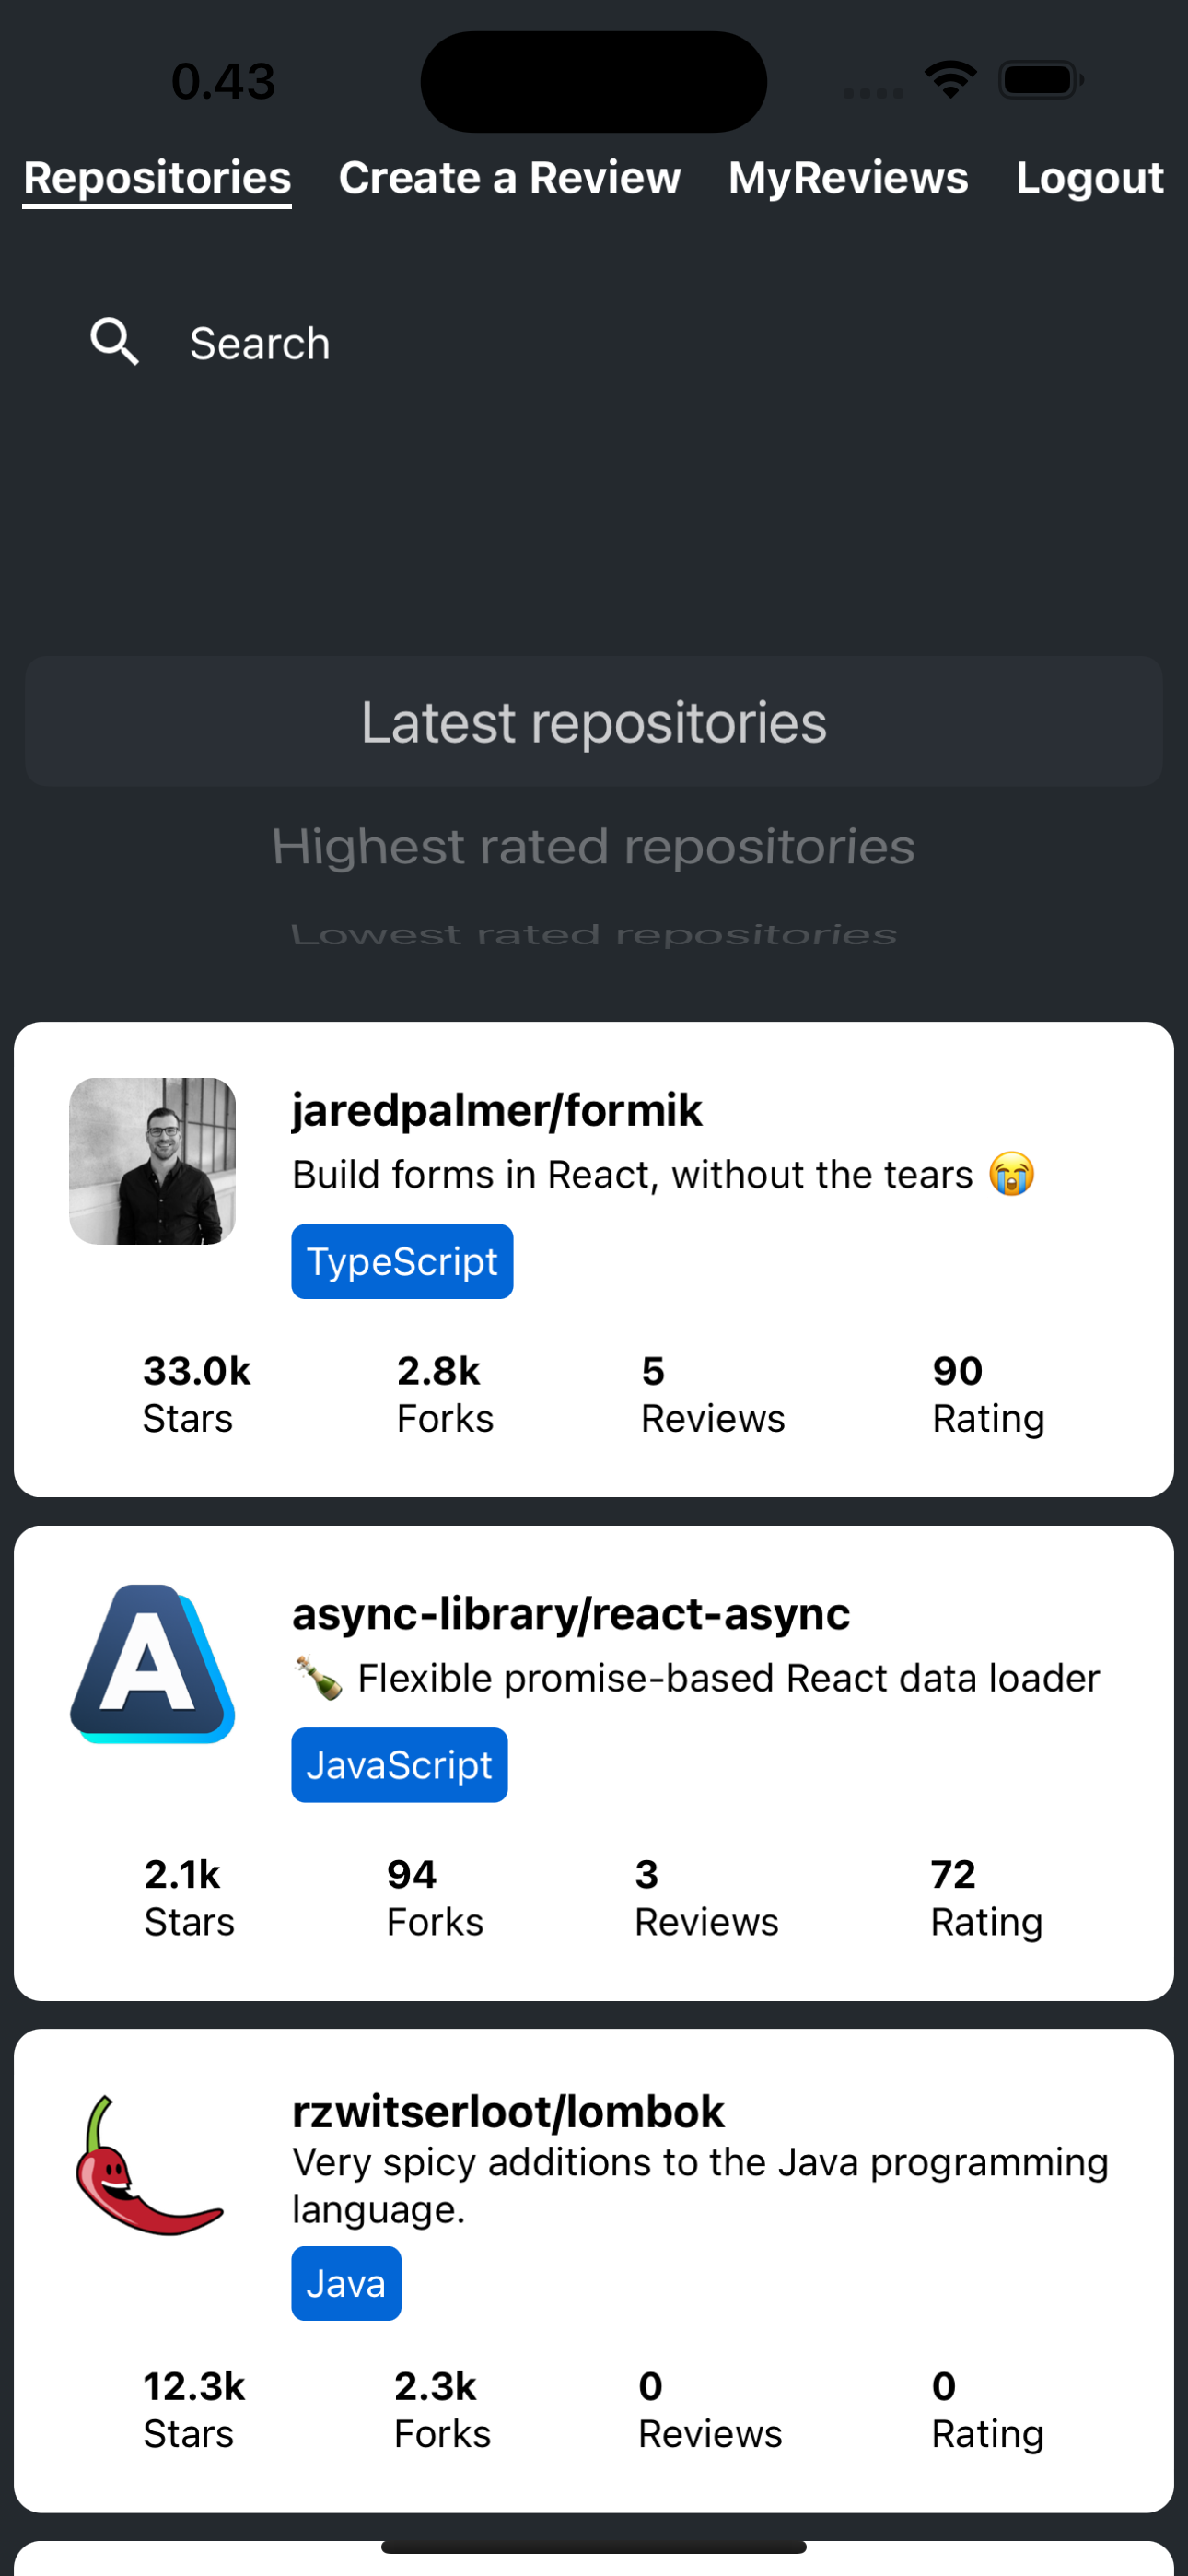 0.43
Repositories Create a Review MyReviews Logout
Search
Latest repositories
Highest rated repositories
Lowest rated repositories
jaredpalmer/formik
Build forms in React, without the tears 😭
TypeScript
33.0k 2.8k 5 90
Stars Forks Reviews Rating
A
async-library/react-async
🍾 Flexible promise-based React data loader
JavaScript
2.1k 94 3 72
Stars Forks Reviews Rating
rzwitserloot/lombok
Very spicy additions to the Java programming
language.
Java
12.3k 2.3k 0 0
Stars Forks Reviews Rating